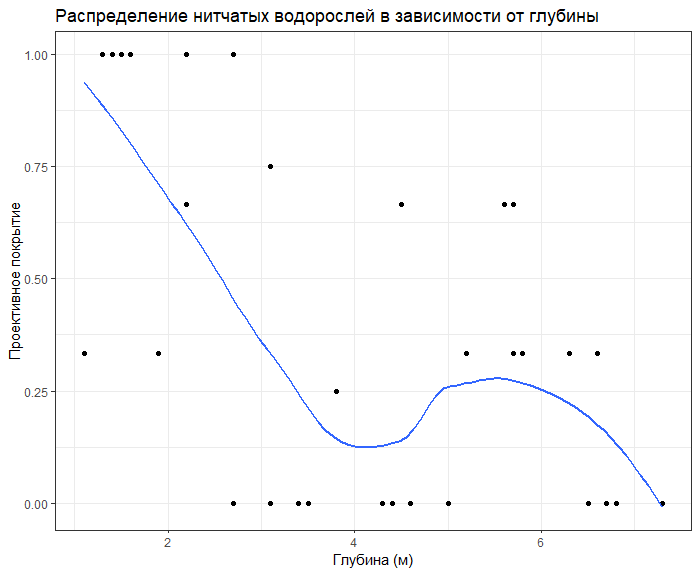 Распределение нитчатых водорослей в зависимости от глубины
1.00
0.75
0.50
0.25
0.00
Проективное покрытие
2 4 6
Глубина (м)